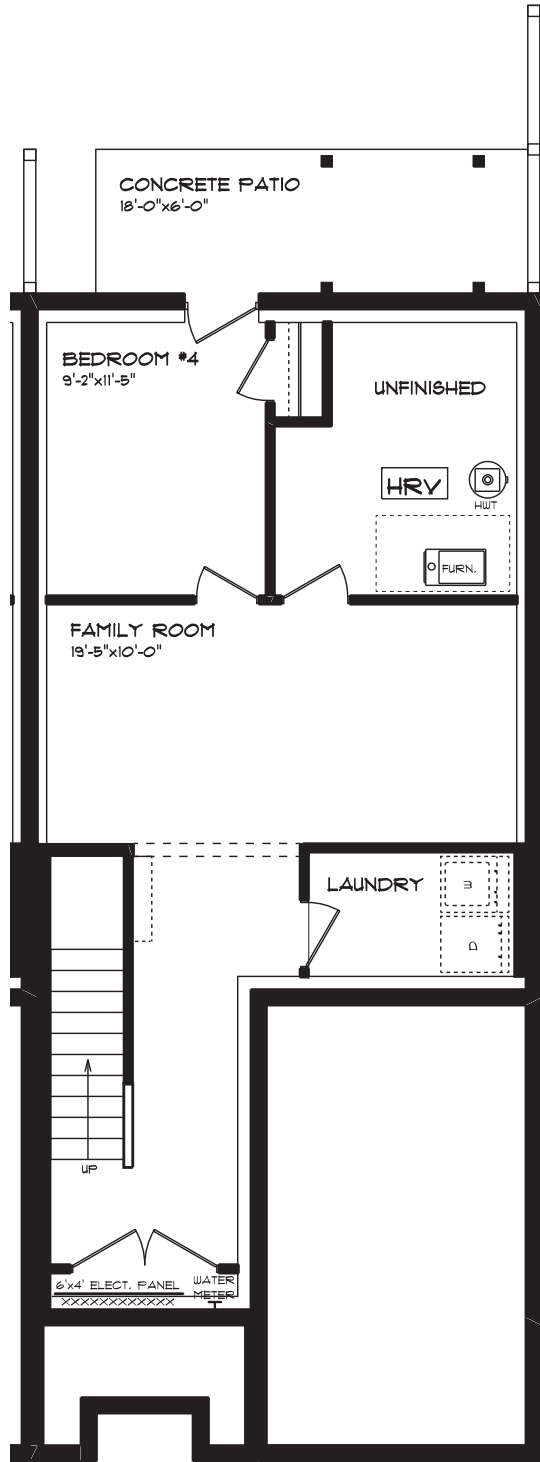 CONCRETE PATIO
18'-0"x6'-0"
BEDROOM #4
9'-2"x11'-5"
UNFINISHED
HRV
HWT
FURN.
FAMILY ROOM
19'-5"x10'-0"
LAUNDRY
W
D
UP
6'x4' ELECT. PANEL
WATER
METER
XXXXXXXXXXXX